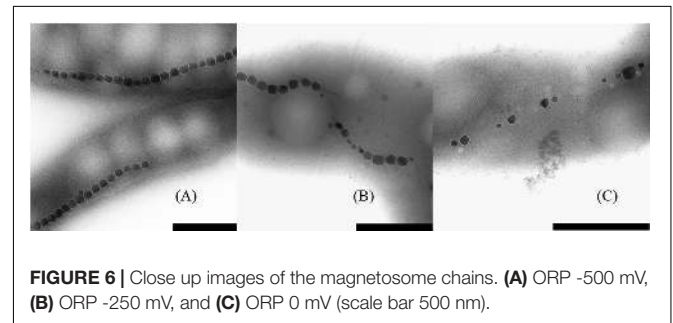 (A)
(B)
(C)
FIGURE 6 | Close up images of the magnetosome chains. (A) ORP -500 mV,
(B) ORP -250 mV, and (C) ORP 0 mV (scale bar 500 nm).